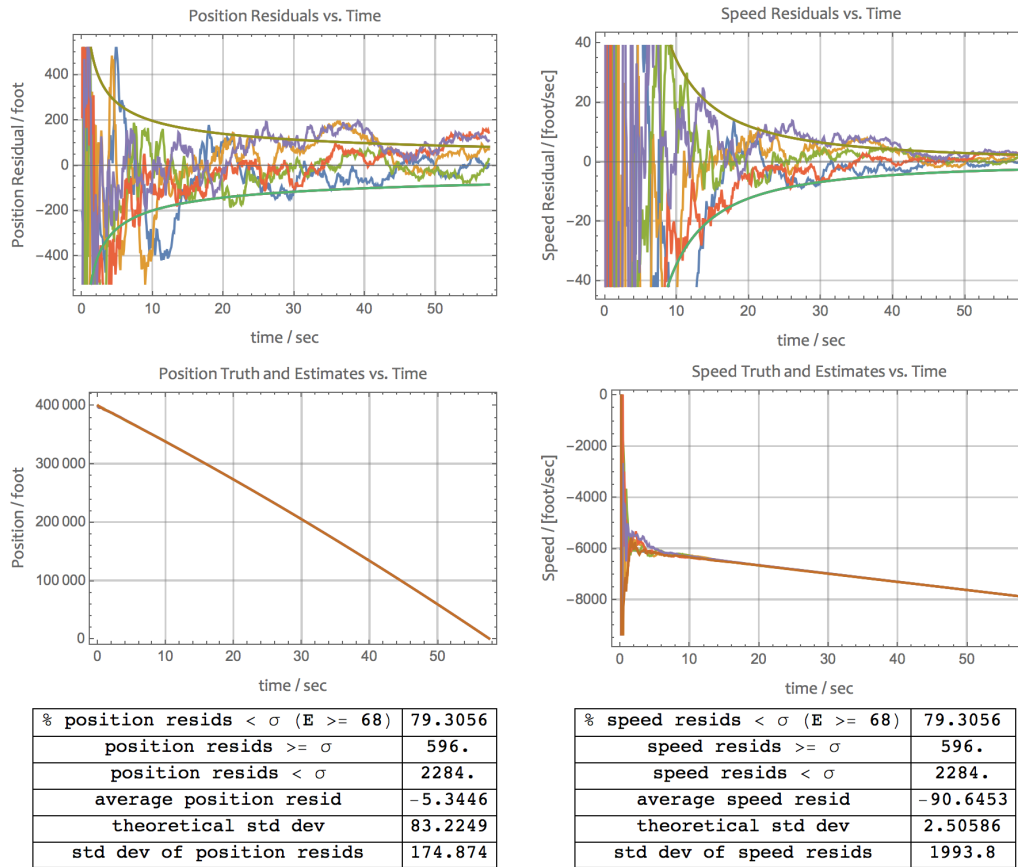 Position Residuals vs. Time
Position Residual / foot
400
200
0
−200
−400
0 10 20 30 40 50
time / sec
Speed Residuals vs. Time
Speed Residual / [foot/sec]
40
20
0
−20
−40
0 10 20 30 40 50
time / sec
Position Truth and Estimates vs. Time
Position / foot
400 000
300 000
200 000
100 000
0
0 10 20 30 40 50
time / sec
Speed Truth and Estimates vs. Time
Speed / [foot/sec]
0
−2000
−4000
−6000
−8000
0 10 20 30 40 50
time / sec
% position resids < σ (E >= 68) 79.3056
position resids >= σ 596.
position resids < σ 2284.
average position resid −5.3446
theoretical std dev 83.2249
std dev of position resids 174.874
% speed resids < σ (E >= 68) 79.3056
speed resids >= σ 596.
speed resids < σ 2284.
average speed resid −90.6453
theoretical std dev 2.50586
std dev of speed resids 1993.8